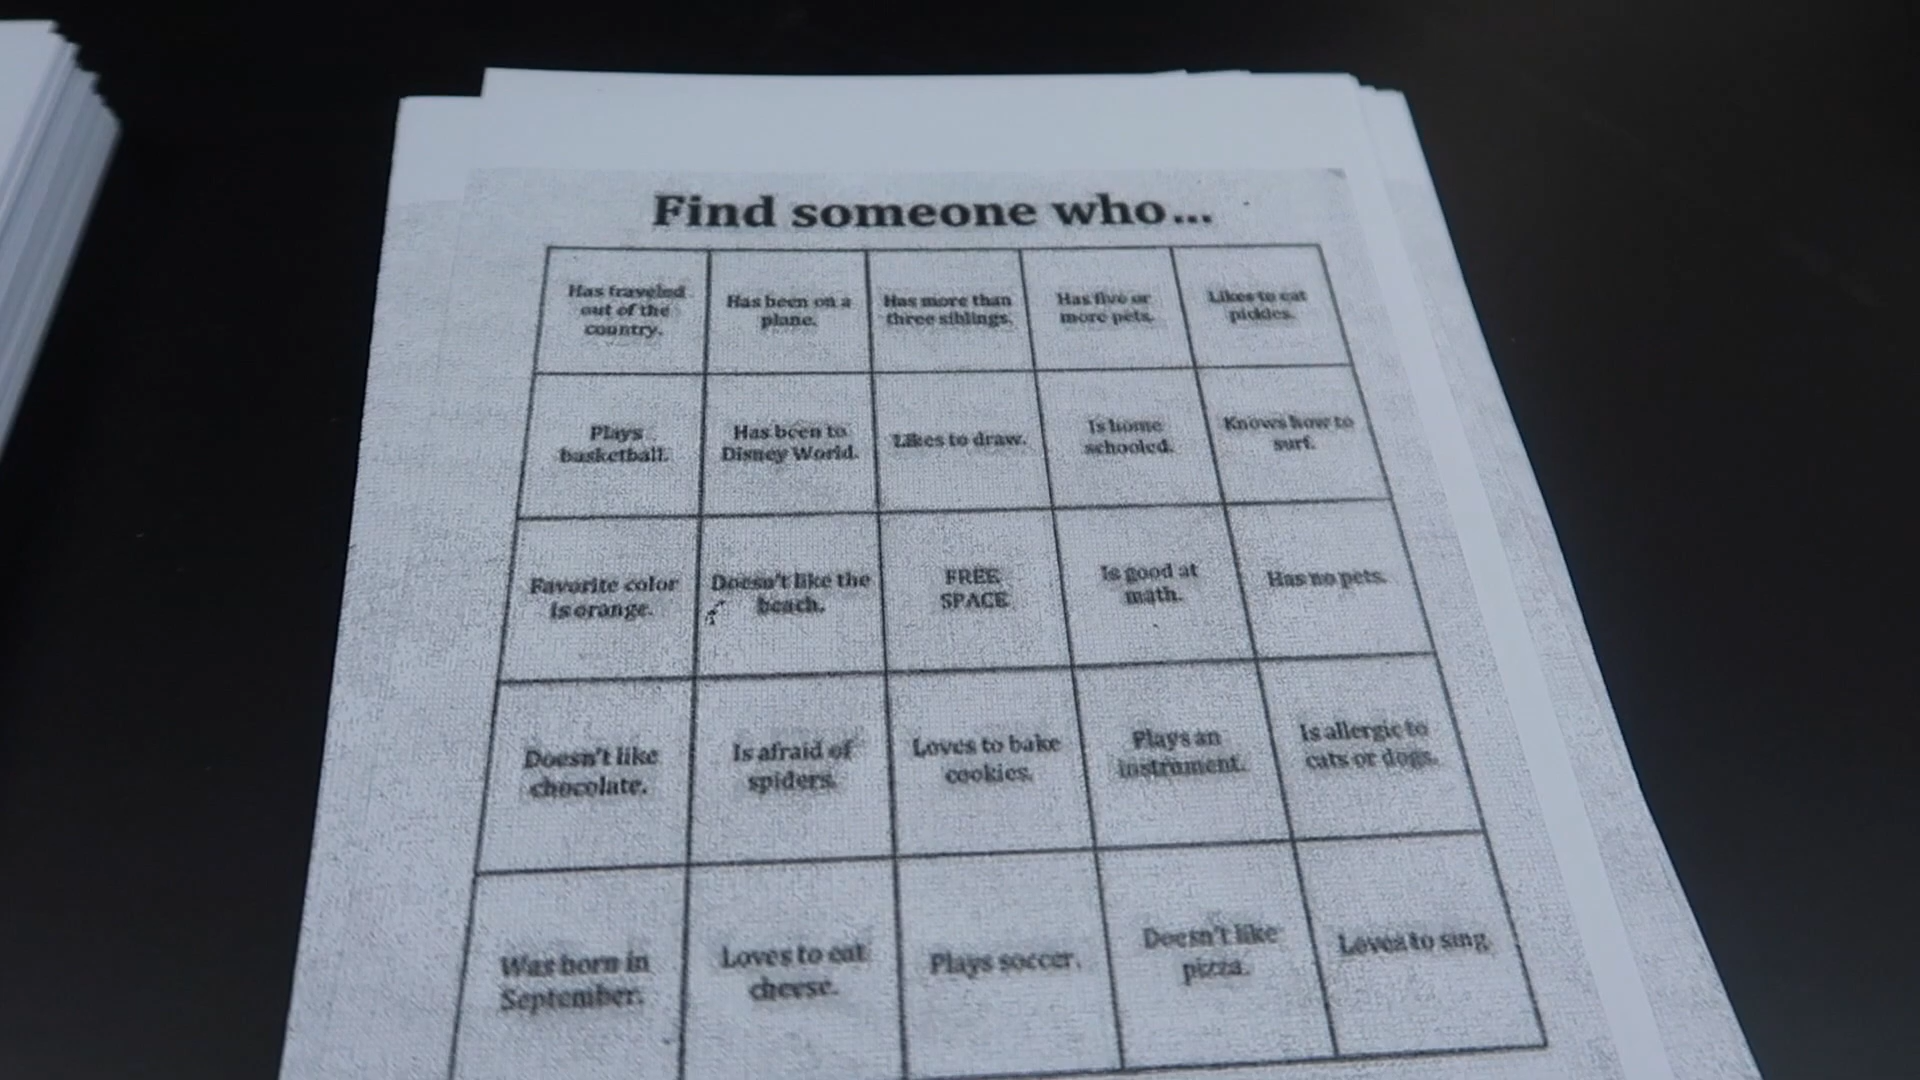 Find someone who...
Has traveled
out of the
country.
Has been on a
plane.
Has more than
three siblings.
Has five or
more pets.
Likes to eat
pickles.
Plays
basketball.
Has been to
Disney World.
Likes to draw.
Is home
schooled.
Knows how to
surf.
Favorite color
is orange.
Doesn't like the
beach.
FREE
SPACE
Is good at
math.
Has no pets.
Doesn't like
chocolate.
Is afraid of
spiders.
Loves to bake
cookies.
Plays an
instrument.
Is allergic to
cats or dogs.
Was born in
September.
Loves to eat
cheese.
Plays soccer.
Doesn't like
pizza.
Loves to sing.